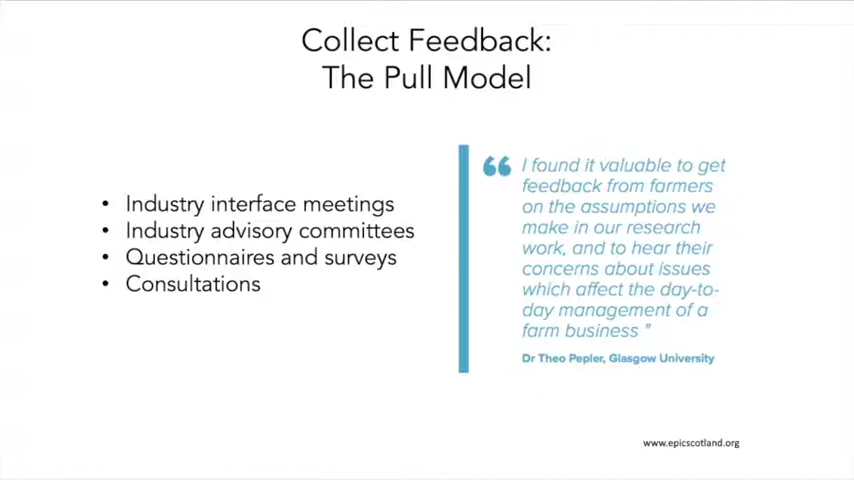 Collect Feedback:
The Pull Model
• Industry interface meetings
• Industry advisory committees
• Questionnaires and surveys
• Consultations
“ I found it valuable to get
feedback from farmers
on the assumptions we
make in our research
work, and to hear their
concerns about issues
which affect the day-to-
day management of a
farm business ”
Dr Theo Pepler, Glasgow University
www.epicscotland.org